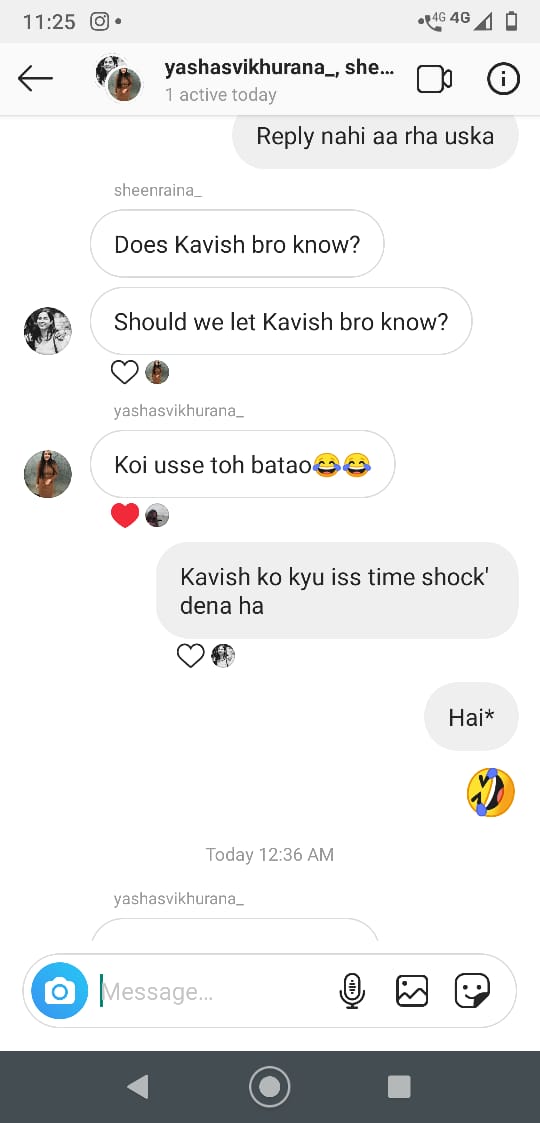 11:25
4G 4G
yashasvikhurana_, she...
1 active today
Reply nahi aa rha uska
sheenraina_
Does Kavish bro know?
Should we let Kavish bro know?
yashasvikhurana_
Koi usse toh batao😂😂
Kavish ko kyu iss time shock'
dena ha
Hai*
🤣
Today 12:36 AM
yashasvikhurana_
Message...